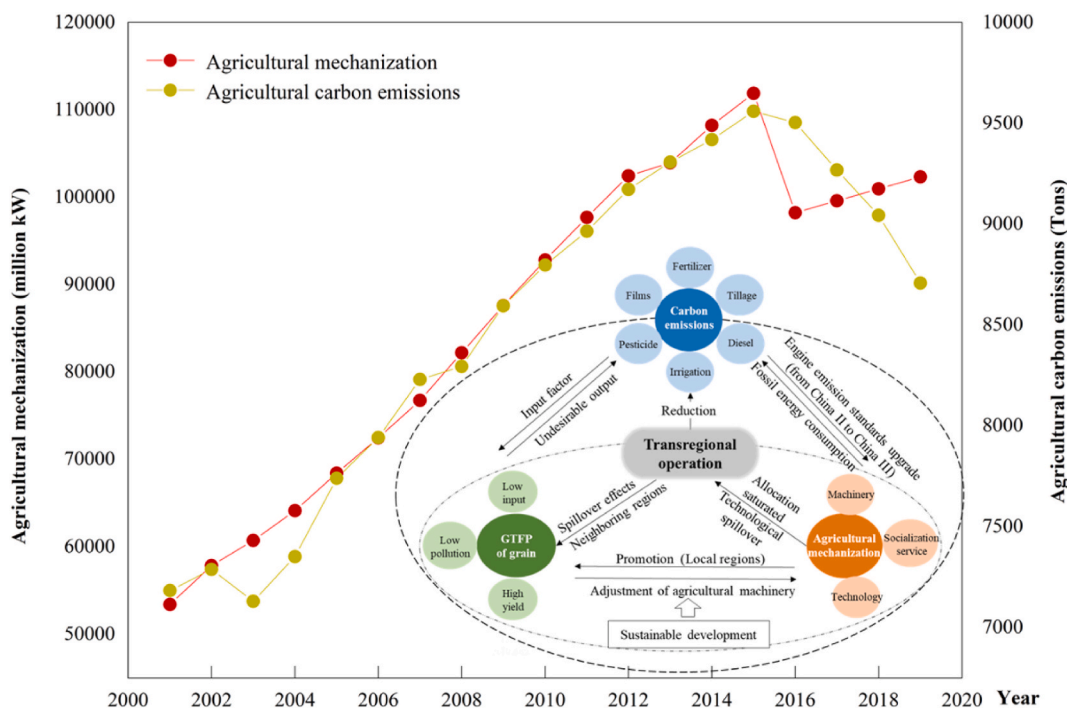 120000
110000
100000
90000
80000
70000
60000
50000
Agricultural mechanization (million kW)
Agricultural mechanization
Agricultural carbon emissions
10000
9500
9000
8500
8000
7500
7000
Agricultural carbon emissions (Tons)
2000 2002 2004 2006 2008 2010 2012 2014 2016 2018 2020 Year
Fertilizer
Films
Tillage
Carbon
emissions
Pesticide
Diesel
Irrigation
Input factor
Undesirable output
Reduction
Engine emission standards upgrade
(from China II to China III)
Fossil energy consumption
Transregional
operation
Low
input
Low
pollution
GTFP
of grain
High
yield
Spillover effects
Neighboring regions
Allocation
saturated
Technological
spillover
Machinery
Agricultural
mechanization
Socialization
service
Technology
Promotion (Local regions)
Adjustment of agricultural machinery
Sustainable development